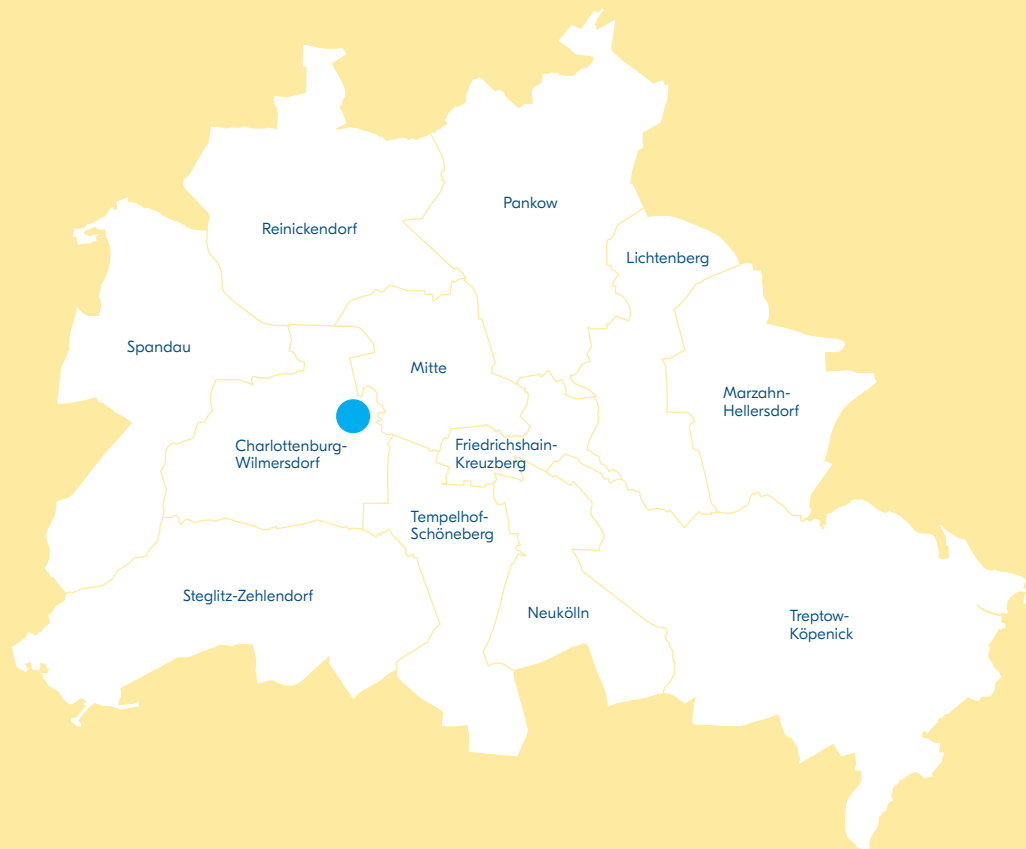 Pankow
Reinickendorf
Lichtenberg
Spandau
Mitte
Marzahn-
Hellersdorf
Charlottenburg-
Wilmersdorf
Friedrichshain-
Kreuzberg
Tempelhof-
Schöneberg
Steglitz-Zehlendorf
Neukölln
Treptow-
Köpenick